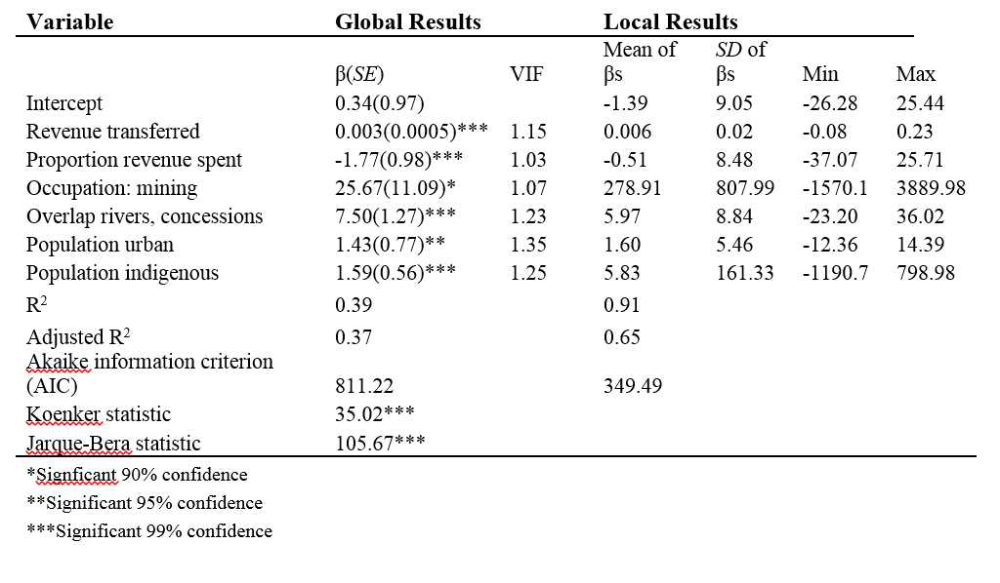 Variable Global Results Local Results
Mean of SD of
β(SE) VIF βs βs Min Max
Intercept 0.34(0.97) -1.39 9.05 -26.28 25.44
Revenue transferred 0.003(0.0005)*** 1.15 0.006 0.02 -0.08 0.23
Proportion revenue spent -1.77(0.98)*** 1.03 -0.51 8.48 -37.07 25.71
Occupation: mining 25.67(11.09)* 1.07 278.91 807.99 -1570.1 3889.98
Overlap rivers, concessions 7.50(1.27)*** 1.23 5.97 8.84 -23.20 36.02
Population urban 1.43(0.77)** 1.35 1.60 5.46 -12.36 14.39
Population indigenous 1.59(0.56)*** 1.25 5.83 161.33 -1190.7 798.98
R² 0.39 0.91
Adjusted R² 0.37 0.65
Akaike information criterion
(AIC) 811.22 349.49
Koenker statistic 35.02***
Jarque-Bera statistic 105.67***
*Signficant 90% confidence
**Significant 95% confidence
***Significant 99% confidence